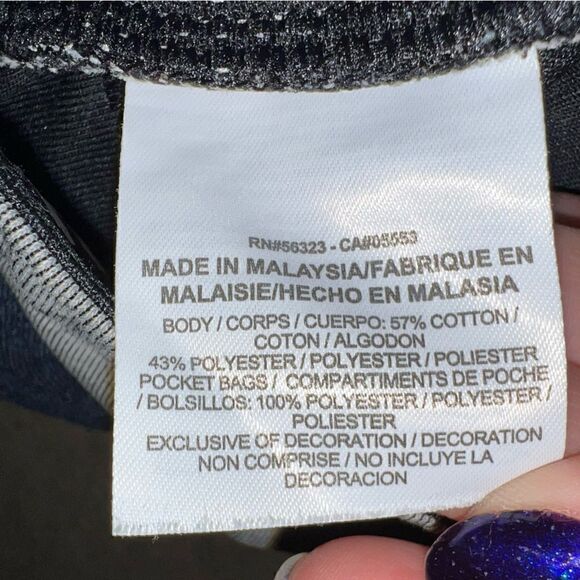 RN#56323 - CA#05553
MADE IN MALAYSIA/FABRIQUE EN
MALAISIE/HECHO EN MALASIA
BODY / CORPS / CUERPO: 57% COTTON /
COTON / ALGODON
43% POLYESTER / POLYESTER / POLIESTER
POCKET BAGS / COMPARTIMENTS DE POCHE
/ BOLSILLOS: 100% POLYESTER / POLYESTER /
POLIESTER
EXCLUSIVE OF DECORATION / DECORATION
NON COMPRISE / NO INCLUYE LA
DECORACION